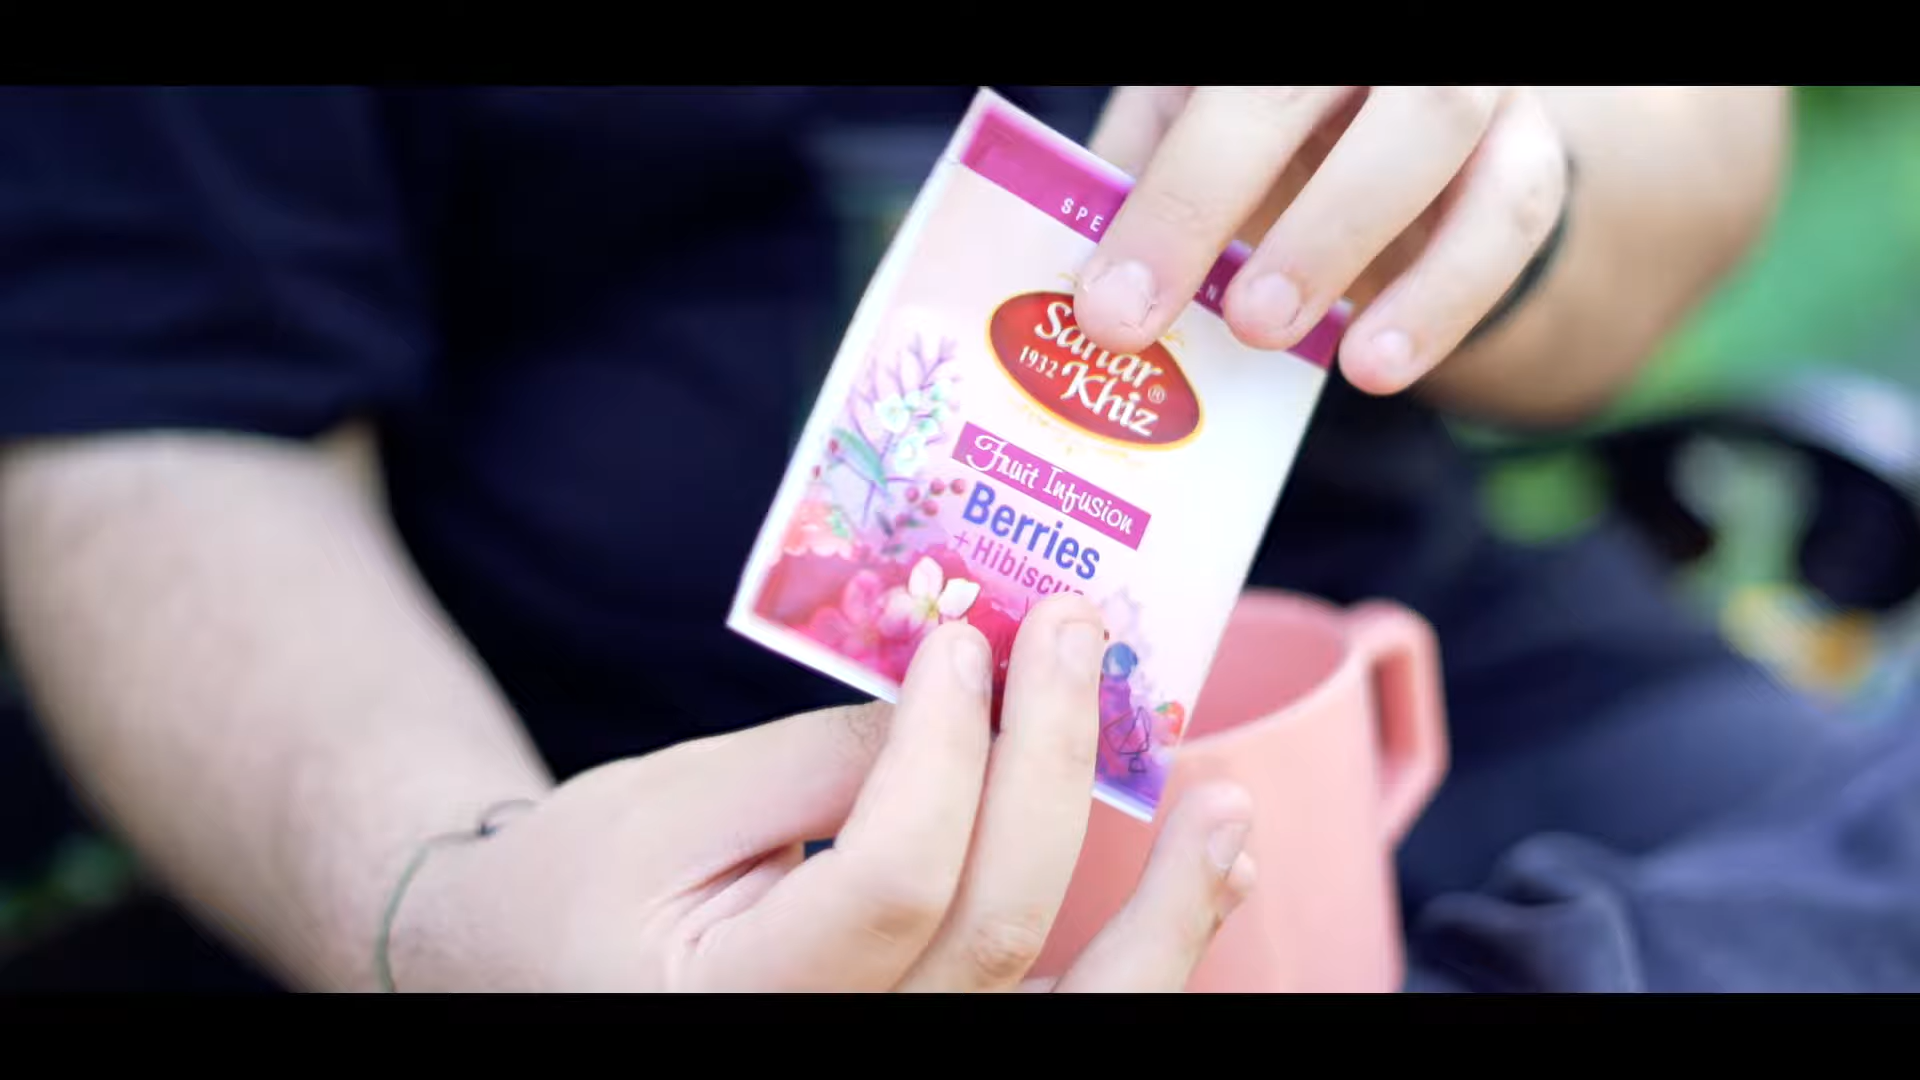 SPE
Sahar
1932 Khiz®
Fruit Infusion
Berries
+Hibiscus